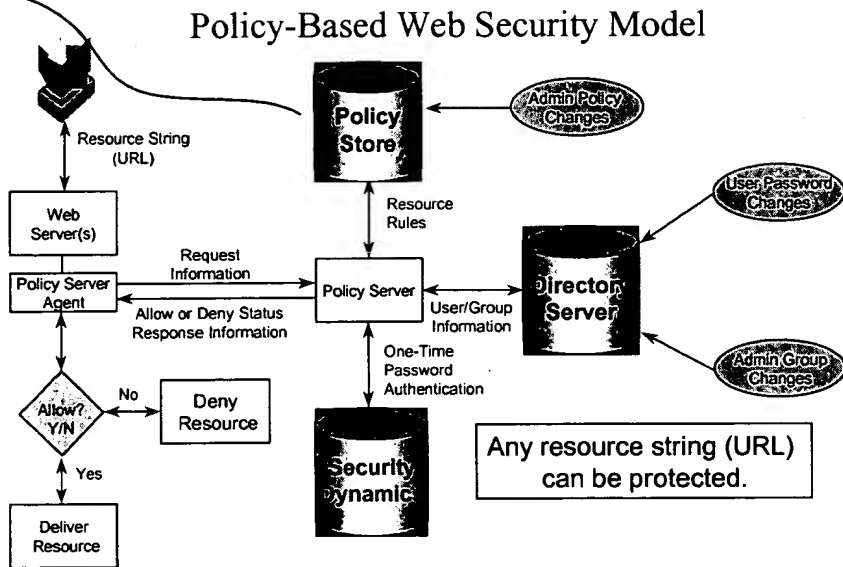 Policy-Based Web Security Model
Resource String
(URL)
Policy
Store
Admin Policy
Changes
Web
Server(s)
Resource
Rules
User Password
Changes
Policy Server
Agent
Request
Information
Allow or Deny Status
Response Information
Policy Server
User/Group
Information
Director
Server
One-Time
Password
Authentication
Admin Group
Changes
Allow?
Y/N
No
Deny
Resource
Yes
Deliver
Resource
Security
Dynamic
Any resource string (URL)
can be protected.